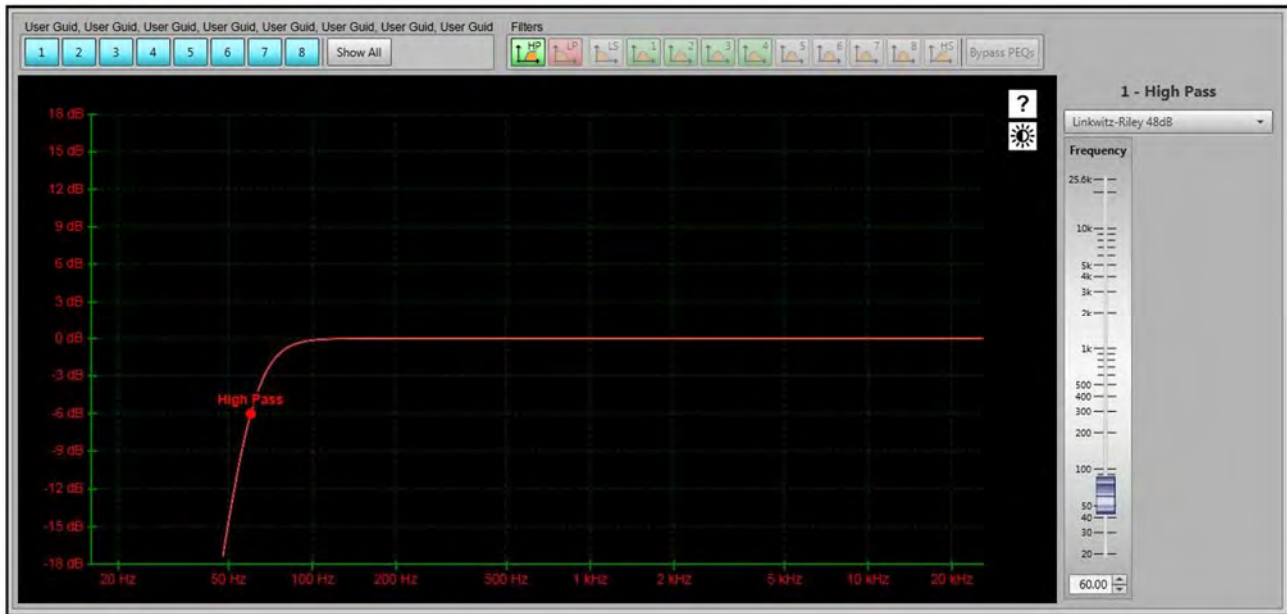 User Guid, User Guid, User Guid, User Guid, User Guid, User Guid, User Guid, User Guid
Filters
1 2 3 4 5 6 7 8 Show All
HP LP LS 1 2 3 4 5 6 7 8 HS Bypass PEQs
?
1 - High Pass
Linkwitz-Riley 48dB
Frequency
18 dB
15 dB
12 dB
9 dB
6 dB
3 dB
0 dB
-3 dB
-6 dB
-9 dB
-12 dB
-15 dB
-18 dB
High Pass
20 Hz 50 Hz 100 Hz 200 Hz 500 Hz 1 kHz 2 kHz 5 kHz 10 kHz 20 kHz
25.6k
10k
5k
4k
3k
2k
1k
500
400
300
200
100
50
40
30
20
60.00